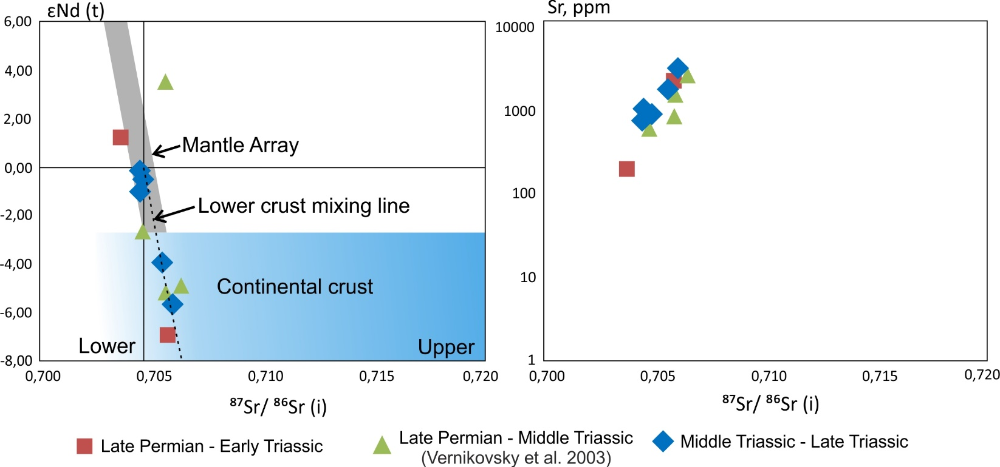 εNd (t)
6,00
4,00
2,00
0,00
-2,00
-4,00
-6,00
-8,00
Mantle Array
Lower crust mixing line
Continental crust
Lower
Upper
0,700 0,705 0,710 0,715 0,720
⁸⁷Sr/ ⁸⁶Sr (i)
Sr, ppm
10000
1000
100
10
1
0,700 0,705 0,710 0,715 0,720
⁸⁷Sr/ ⁸⁶Sr (i)
Late Permian - Early Triassic
Late Permian - Middle Triassic
(Vernikovsky et al. 2003)
Middle Triassic - Late Triassic